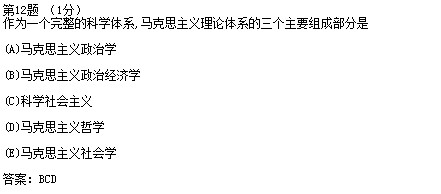 第12题 （1分）
作为一个完整的科学体系,马克思主义理论体系的三个主要组成部分是
(A)马克思主义政治学
(B)马克思主义政治经济学
(C)科学社会主义
(D)马克思主义哲学
(E)马克思主义社会学
答案：BCD